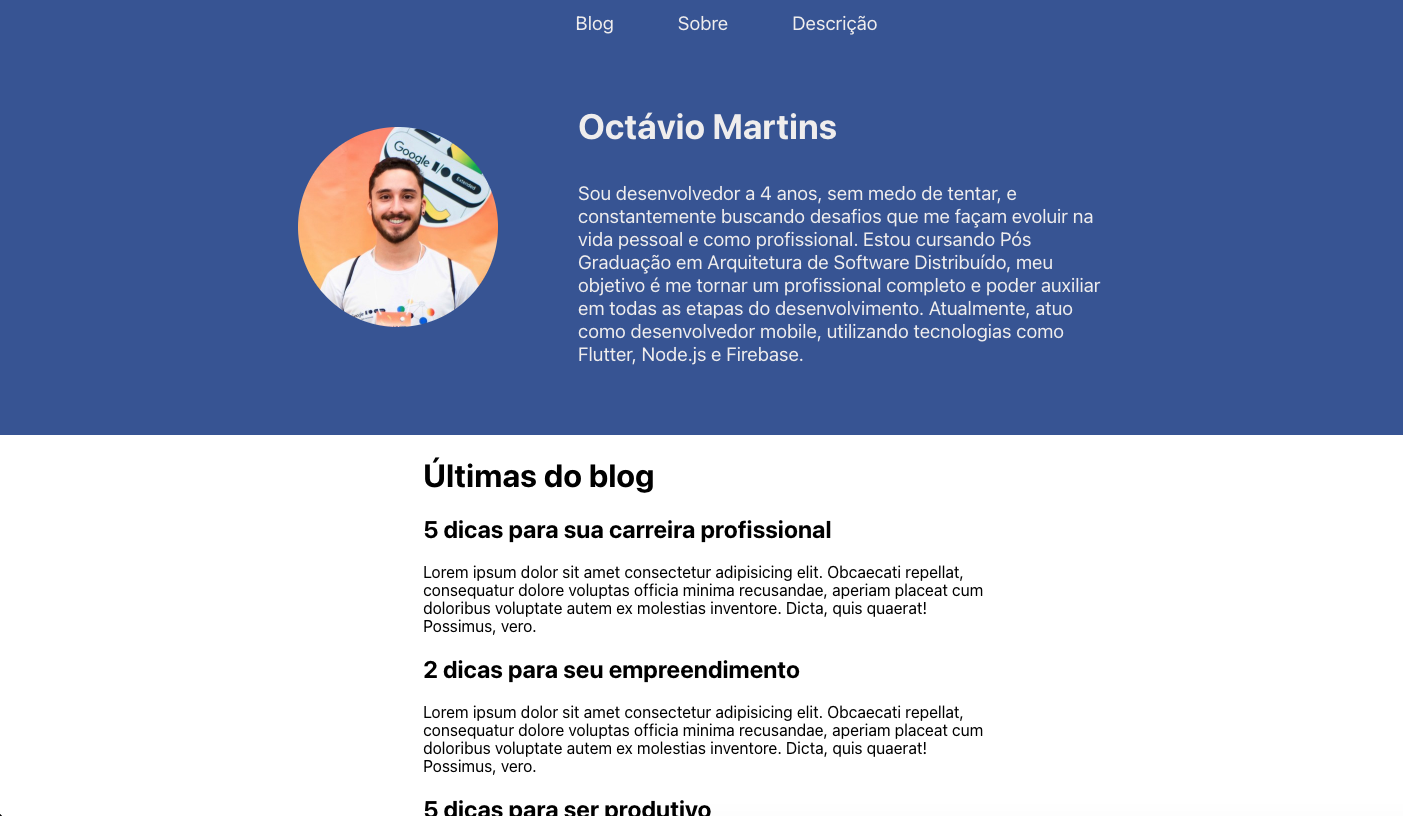 Blog Sobre Descrição
Octávio Martins
Google I/O
Extended
Sou desenvolvedor a 4 anos, sem medo de tentar, e
constantemente buscando desafios que me façam evoluir na
vida pessoal e como profissional. Estou cursando Pós
Graduação em Arquitetura de Software Distribuído, meu
objetivo é me tornar um profissional completo e poder auxiliar
em todas as etapas do desenvolvimento. Atualmente, atuo
como desenvolvedor mobile, utilizando tecnologias como
Flutter, Node.js e Firebase.
Últimas do blog
5 dicas para sua carreira profissional
Lorem ipsum dolor sit amet consectetur adipisicing elit. Obcaecati repellat,
consequatur dolore voluptas officia minima recusandae, aperiam placeat cum
doloribus voluptate autem ex molestias inventore. Dicta, quis quaerat!
Possimus, vero.
2 dicas para seu empreendimento
Lorem ipsum dolor sit amet consectetur adipisicing elit. Obcaecati repellat,
consequatur dolore voluptas officia minima recusandae, aperiam placeat cum
doloribus voluptate autem ex molestias inventore. Dicta, quis quaerat!
Possimus, vero.
5 dicas para ser produtivo